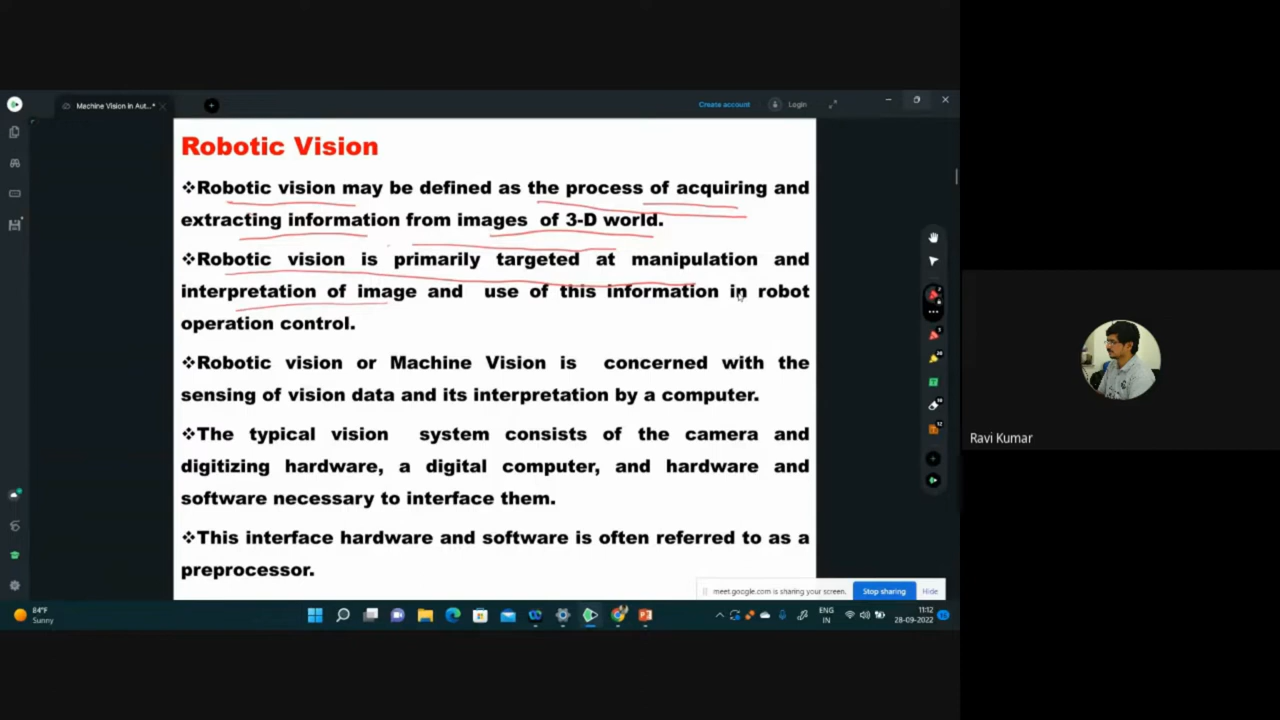 Machine Vision in Aut...*
Create account
Login
Robotic Vision
❖Robotic vision may be defined as the process of acquiring and
extracting information from images of 3-D world.
❖Robotic vision is primarily targeted at manipulation and
interpretation of image and use of this information in robot
operation control.
❖Robotic vision or Machine Vision is concerned with the
sensing of vision data and its interpretation by a computer.
❖The typical vision system consists of the camera and
digitizing hardware, a digital computer, and hardware and
software necessary to interface them.
❖This interface hardware and software is often referred to as a
preprocessor.
Ravi Kumar
meet.google.com is sharing your screen.
Stop sharing
Hide
84°F
Sunny
ENG
IN
11:12
28-09-2022